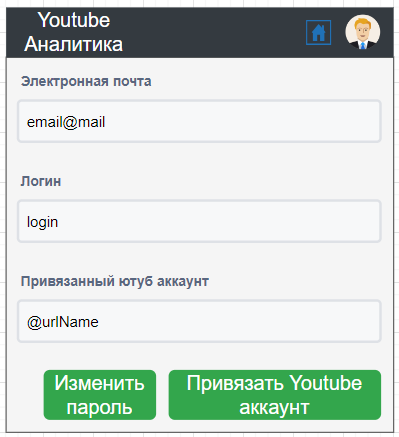 Youtube
Аналитика
Электронная почта
email@mail
Логин
login
Привязанный ютуб аккаунт
@urlName
Изменить
пароль
Привязать Youtube
аккаунт